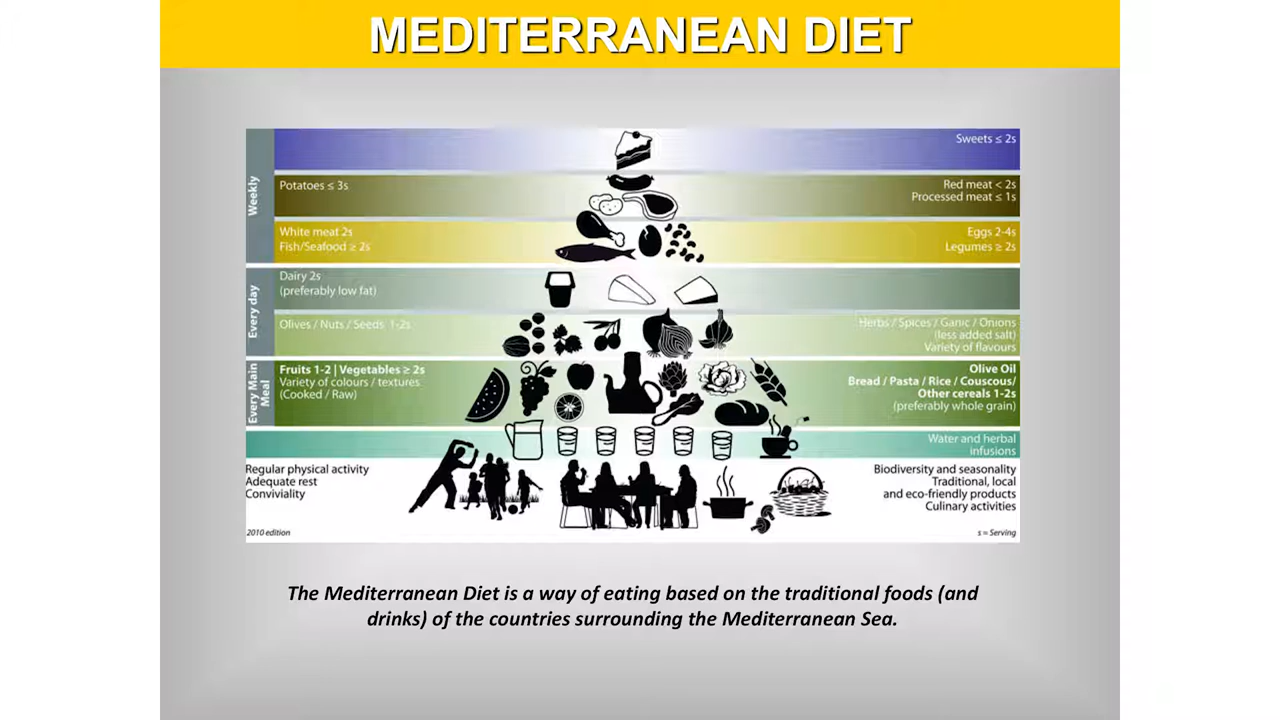 MEDITERRANEAN DIET
Weekly
Sweets ≤ 2s
Potatoes ≤ 3s
Red meat < 2s
Processed meat ≤ 1s
White meat 2s
Fish/Seafood ≥ 2s
Eggs 2-4s
Legumes ≥ 2s
Every day
Dairy 2s
(preferably low fat)
Olives / Nuts / Seeds 1-2s
Herbs / Spices / Garlic / Onions
(less added salt)
Variety of flavours
Every Main
Meal
Fruits 1-2 | Vegetables ≥ 2s
Variety of colours / textures
(Cooked / Raw)
Olive Oil
Bread / Pasta / Rice / Couscous/
Other cereals 1-2s
(preferably whole grain)
Water and herbal
infusions
Regular physical activity
Adequate rest
Conviviality
Biodiversity and seasonality
Traditional, local
and eco-friendly products
Culinary activities
2010 edition
s = Serving
The Mediterranean Diet is a way of eating based on the traditional foods (and
drinks) of the countries surrounding the Mediterranean Sea.